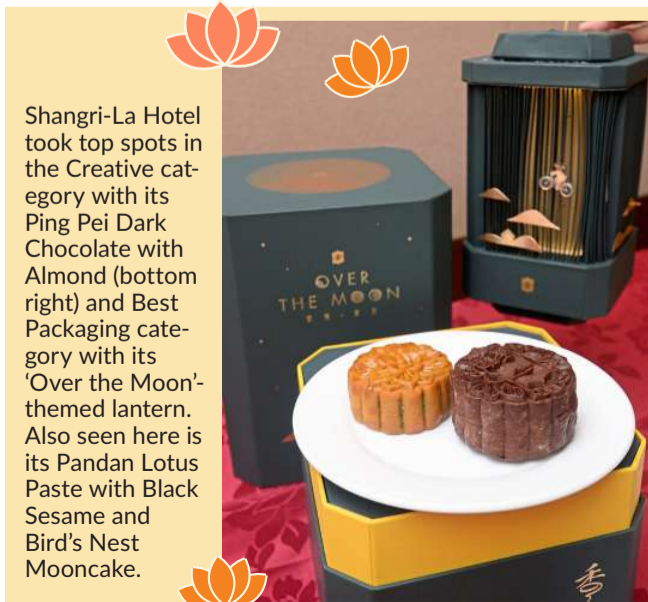 Shangri-La Hotel
took top spots in
the Creative cat-
egory with its
Ping Pei Dark
Chocolate with
Almond (bottom
right) and Best
Packaging cate-
gory with its
‘Over the Moon’-
themed lantern.
Also seen here is
its Pandan Lotus
Paste with Black
Sesame and
Bird’s Nest
Mooncake.
OVER
THE MOON
香